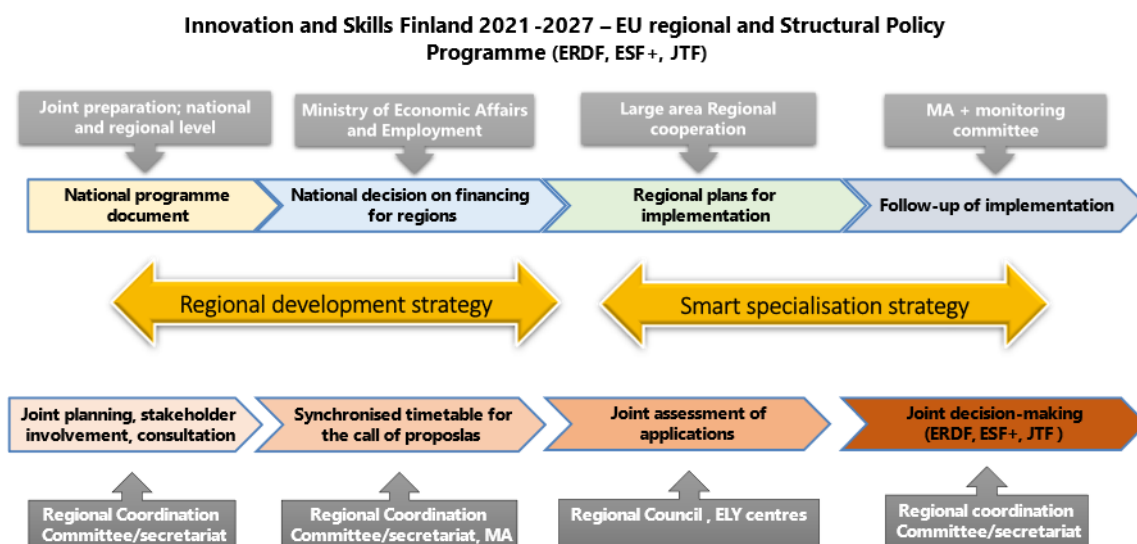 Innovation and Skills Finland 2021 -2027 – EU regional and Structural Policy
Programme (ERDF, ESF+, JTF)
Joint preparation; national
and regional level
Ministry of Economic Affairs
and Employment
Large area Regional
cooperation
MA + monitoring
committee
National programme
document
National decision on financing
for regions
Regional plans for
implementation
Follow-up of implementation
Regional development strategy
Smart specialisation strategy
Joint planning, stakeholder
involvement, consultation
Synchronised timetable for
the call of proposlas
Joint assessment of
applications
Joint decision-making
(ERDF, ESF+, JTF )
Regional Coordination
Committee/secretariat
Regional Coordination
Committee/secretariat, MA
Regional Council , ELY centres
Regional coordination
Committee/secretariat